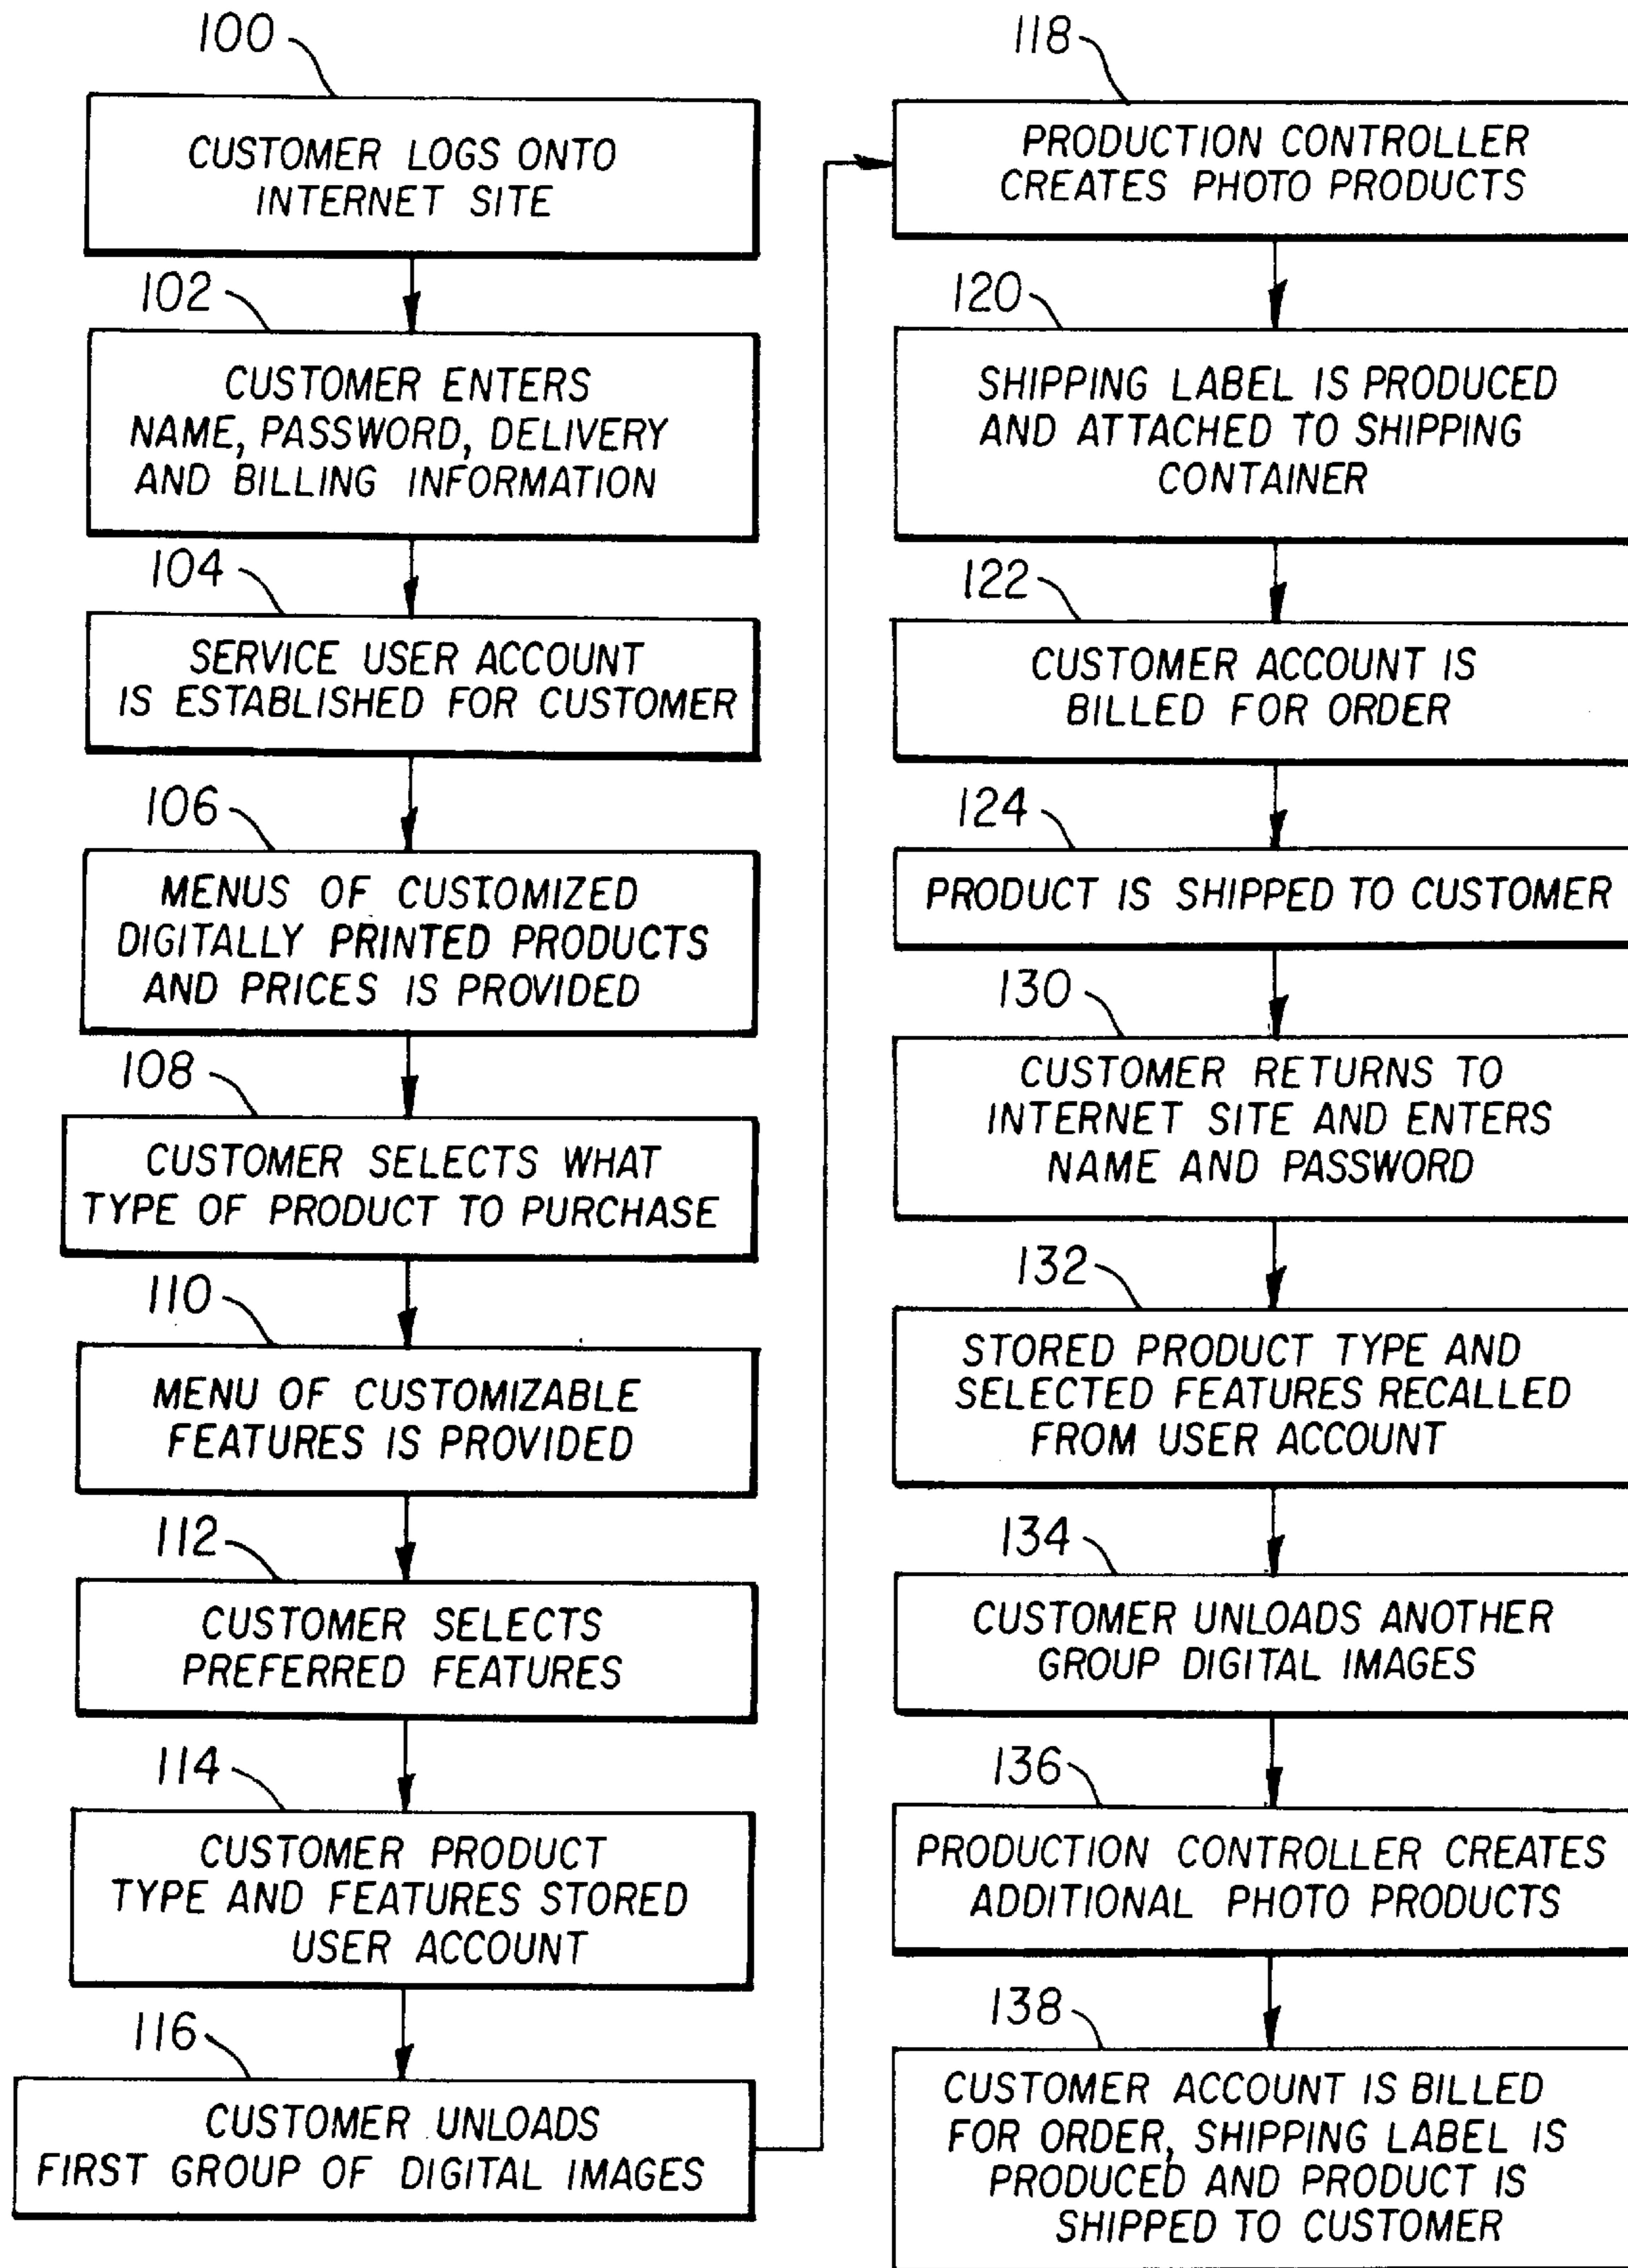 100
CUSTOMER LOGS ONTO
INTERNET SITE
102
CUSTOMER ENTERS
NAME, PASSWORD, DELIVERY
AND BILLING INFORMATION
104
SERVICE USER ACCOUNT
IS ESTABLISHED FOR CUSTOMER
106
MENUS OF CUSTOMIZED
DIGITALLY PRINTED PRODUCTS
AND PRICES IS PROVIDED
108
CUSTOMER SELECTS WHAT
TYPE OF PRODUCT TO PURCHASE
110
MENU OF CUSTOMIZABLE
FEATURES IS PROVIDED
112
CUSTOMER SELECTS
PREFERRED FEATURES
114
CUSTOMER PRODUCT
TYPE AND FEATURES STORED
USER ACCOUNT
116
CUSTOMER UNLOADS
FIRST GROUP OF DIGITAL IMAGES
118
PRODUCTION CONTROLLER
CREATES PHOTO PRODUCTS
120
SHIPPING LABEL IS PRODUCED
AND ATTACHED TO SHIPPING
CONTAINER
122
CUSTOMER ACCOUNT IS
BILLED FOR ORDER
124
PRODUCT IS SHIPPED TO CUSTOMER
130
CUSTOMER RETURNS TO
INTERNET SITE AND ENTERS
NAME AND PASSWORD
132
STORED PRODUCT TYPE AND
SELECTED FEATURES RECALLED
FROM USER ACCOUNT
134
CUSTOMER UNLOADS ANOTHER
GROUP DIGITAL IMAGES
136
PRODUCTION CONTROLLER CREATES
ADDITIONAL PHOTO PRODUCTS
138
CUSTOMER ACCOUNT IS BILLED
FOR ORDER, SHIPPING LABEL IS
PRODUCED AND PRODUCT IS
SHIPPED TO CUSTOMER